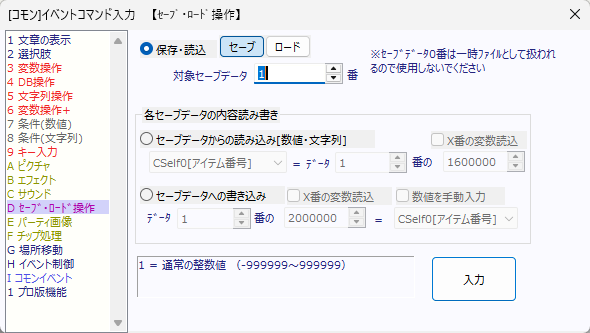 [コモン]イベントコマンド入力　【ｾｰﾌﾞ・ﾛｰﾄﾞ操作】
1 文章の表示
2 選択肢
3 変数操作
4 DB操作
5 文字列操作
6 変数操作+
7 条件(数値)
8 条件(文字列)
9 キー入力
A ピクチャ
B エフェクト
C サウンド
D ｾｰﾌﾞ・ﾛｰﾄﾞ操作
E パーティ画像
F チップ処理
G 場所移動
H イベント制御
I コモンイベント
1 プロ版機能
保存・読込 セーブ ロード
※ｾｰﾌﾞﾃﾞｰﾀ0番は一時ファイルとして扱われ
るので使用しないでください
対象セーブデータ 1 番
各セーブデータの内容読み書き
セーブデータからの読み込み[数値・文字列] X番の変数読込
CSelf0[アイテム番号] = ﾃﾞｰﾀ 1 番の 1600000
セーブデータへの書き込み X番の変数読込 数値を手動入力
ﾃﾞｰﾀ 1 番の 2000000 = CSelf0[アイテム番号]
1 = 通常の整数値 （-999999～999999）
入力